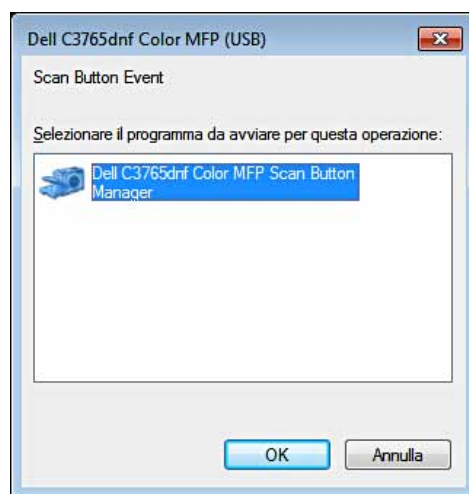 Dell C3765dnf Color MFP (USB)
Scan Button Event
Selezionare il programma da avviare per questa operazione:
Dell C3765dnf Color MFP Scan Button
Manager
OK
Annulla